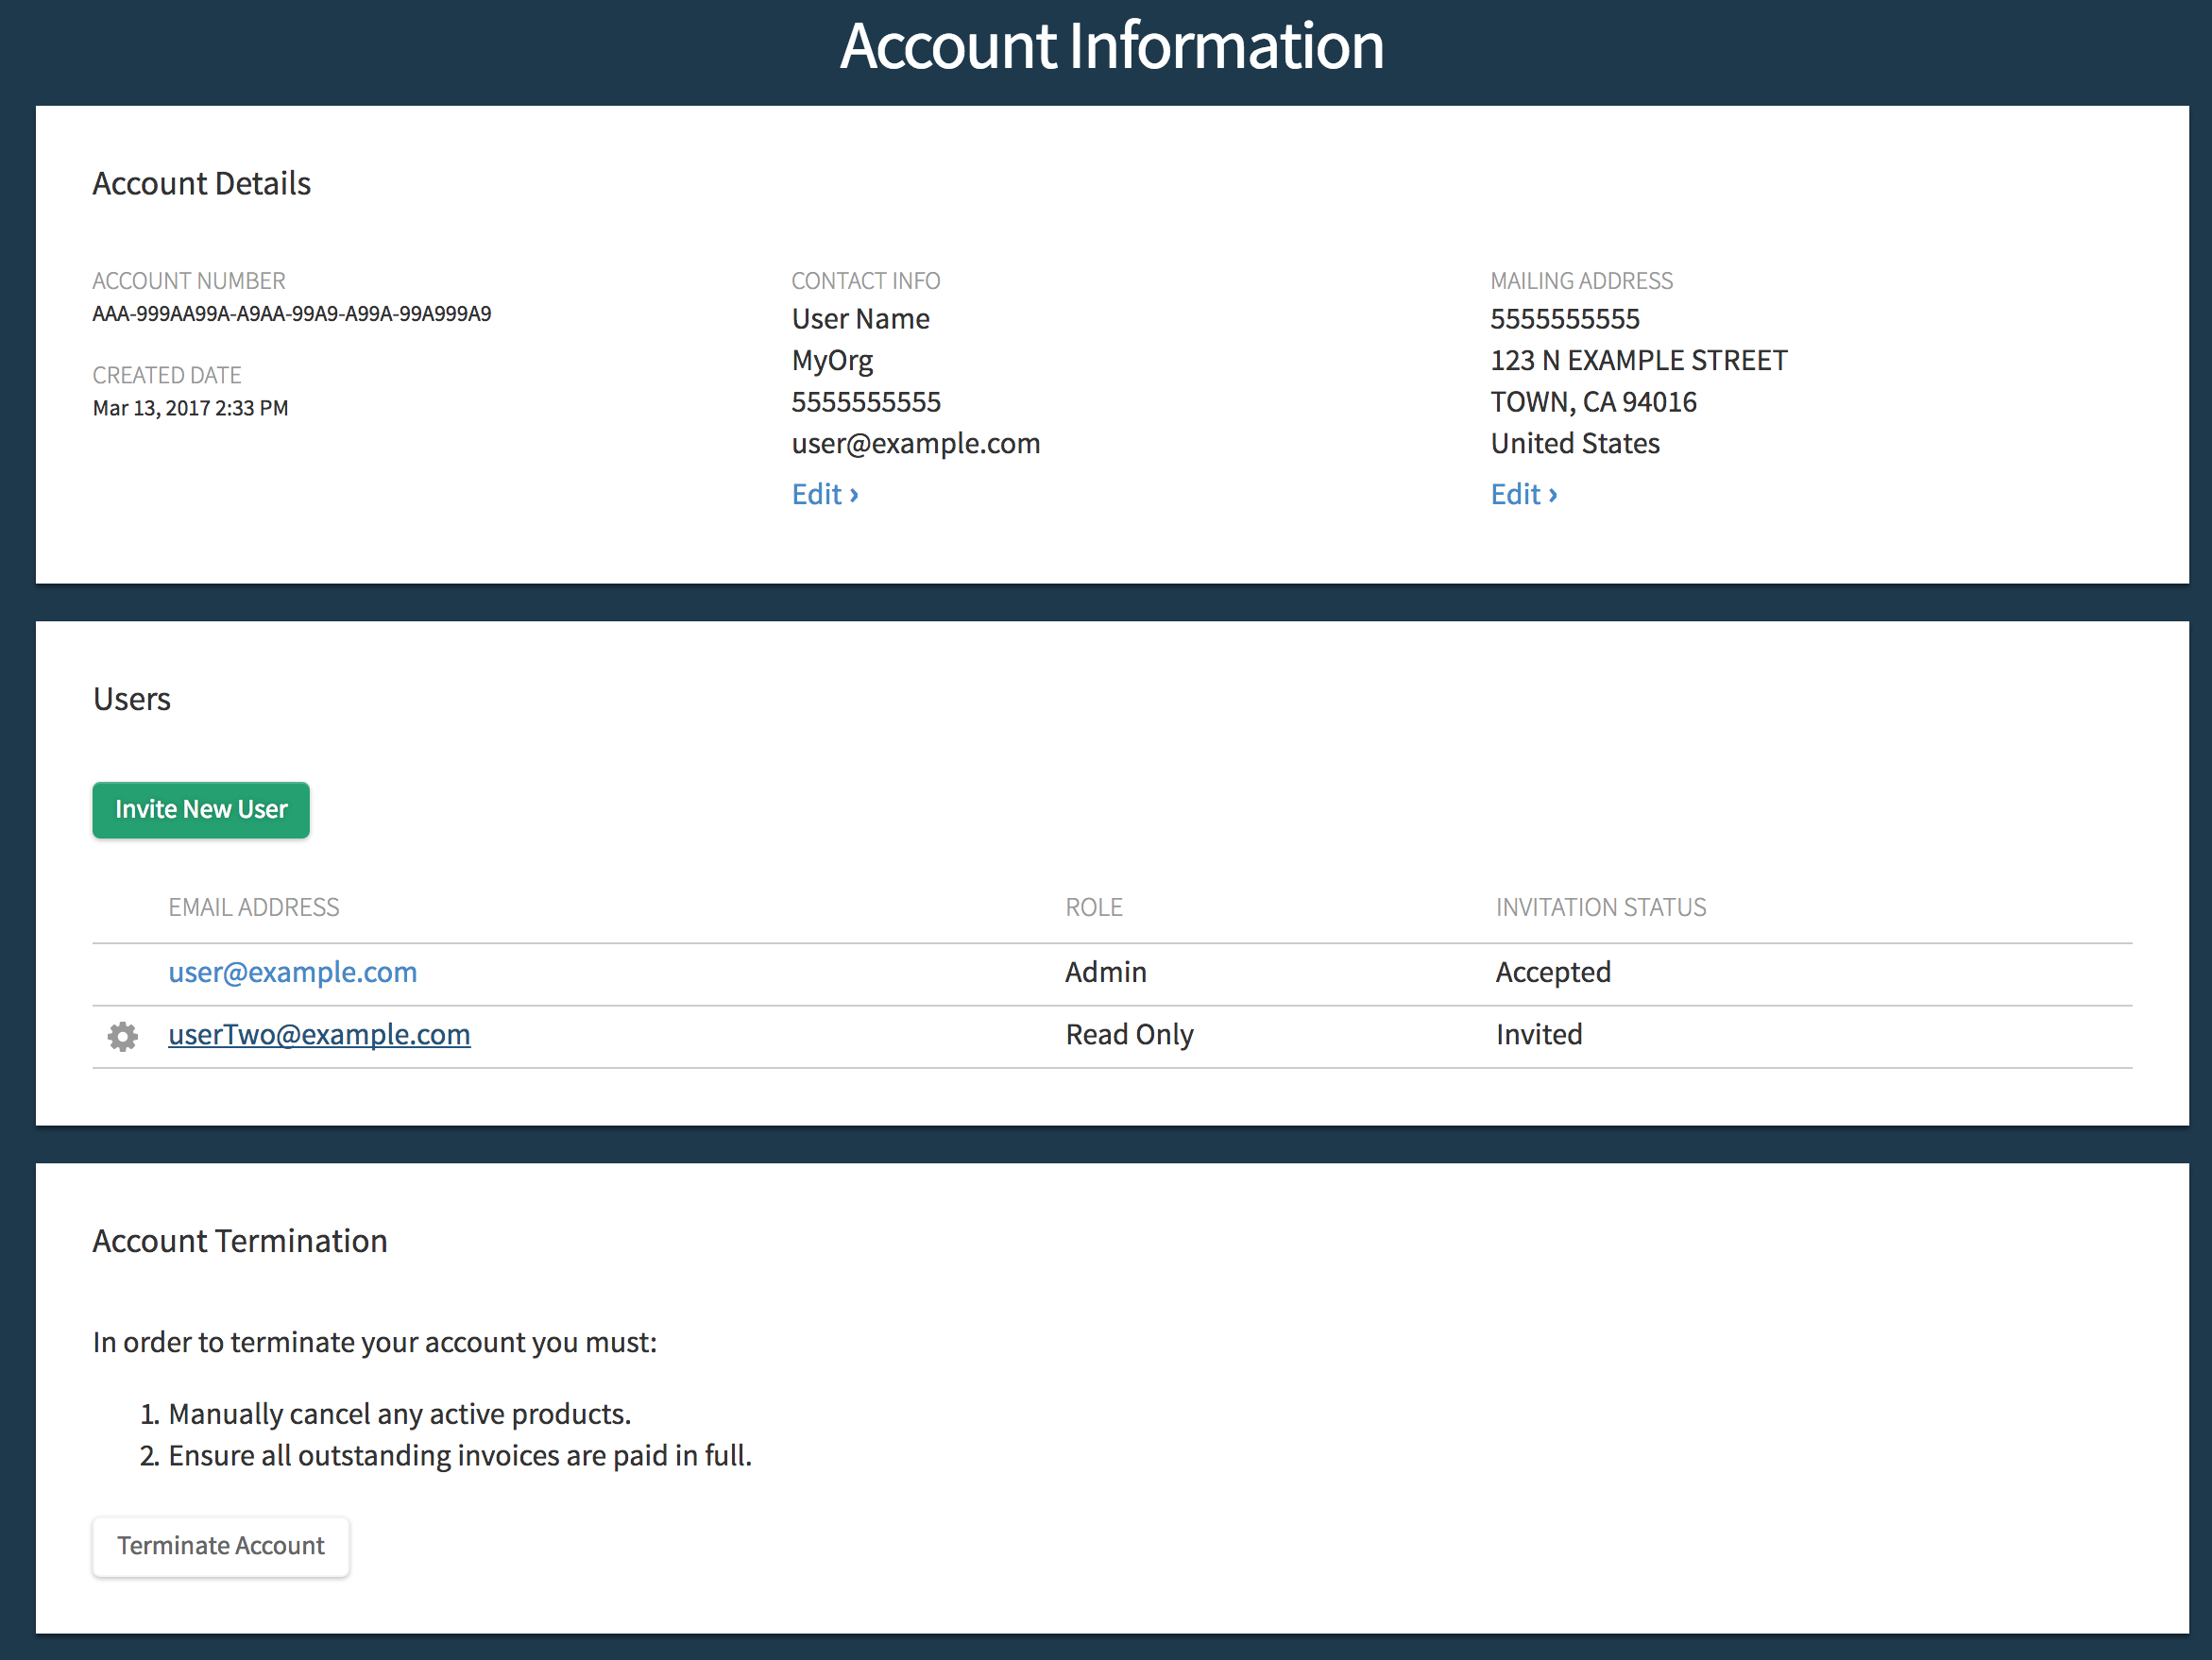 Account Information
Account Details
ACCOUNT NUMBER
AAA-999AA99A-A9AA-99A9-A99A-99A999A9
CREATED DATE
Mar 13, 2017 2:33 PM
CONTACT INFO
User Name
MyOrg
5555555555
user@example.com
Edit ›
MAILING ADDRESS
5555555555
123 N EXAMPLE STREET
TOWN, CA 94016
United States
Edit ›
Users
Invite New User
EMAIL ADDRESS ROLE INVITATION STATUS
user@example.com Admin Accepted
userTwo@example.com Read Only Invited
Account Termination
In order to terminate your account you must:
1. Manually cancel any active products.
2. Ensure all outstanding invoices are paid in full.
Terminate Account